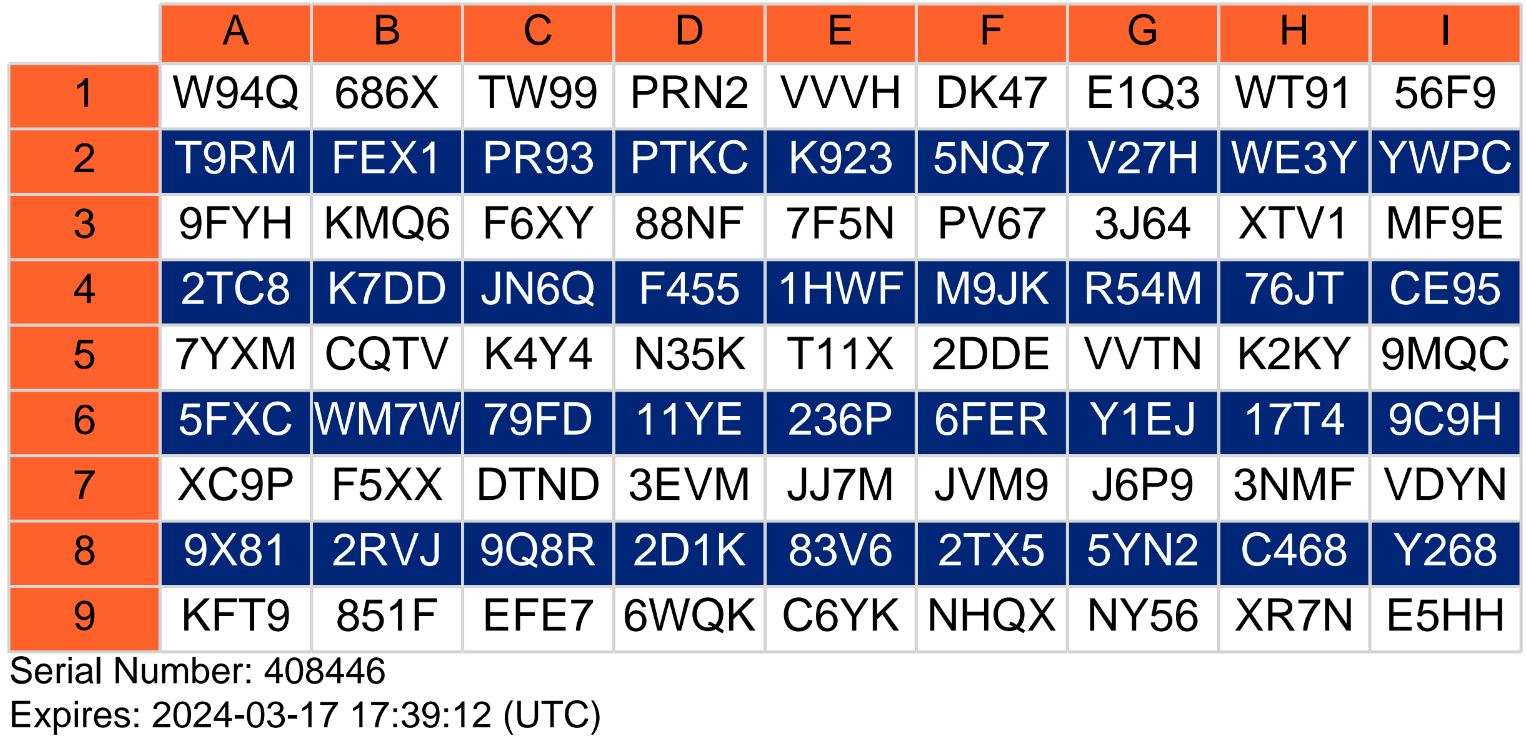 A B C D E F G H I
1 W94Q 686X TW99 PRN2 VVVH DK47 E1Q3 WT91 56F9
2 T9RM FEX1 PR93 PTKC K923 5NQ7 V27H WE3Y YWPC
3 9FYH KMQ6 F6XY 88NF 7F5N PV67 3J64 XTV1 MF9E
4 2TC8 K7DD JN6Q F455 1HWF M9JK R54M 76JT CE95
5 7YXM CQTV K4Y4 N35K T11X 2DDE VVTN K2KY 9MQC
6 5FXC WM7W 79FD 11YE 236P 6FER Y1EJ 17T4 9C9H
7 XC9P F5XX DTND 3EVM JJ7M JVM9 J6P9 3NMF VDYN
8 9X81 2RVJ 9Q8R 2D1K 83V6 2TX5 5YN2 C468 Y268
9 KFT9 851F EFE7 6WQK C6YK NHQX NY56 XR7N E5HH
Serial Number: 408446
Expires: 2024-03-17 17:39:12 (UTC)